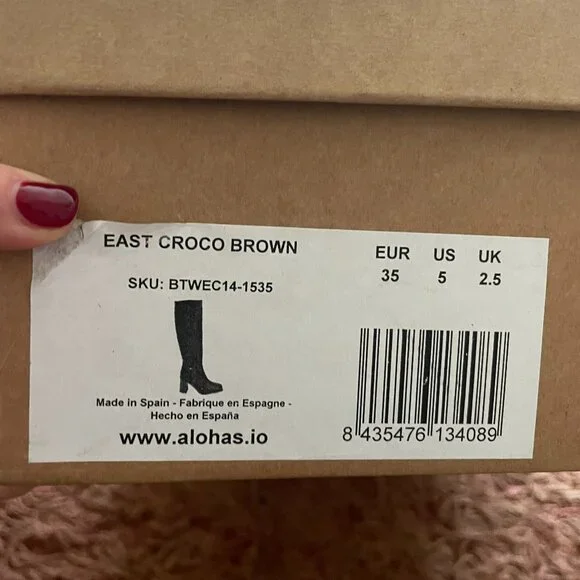 EAST CROCO BROWN
EUR US UK
35 5 2.5
SKU: BTWEC14-1535
Made in Spain - Fabrique en Espagne -
Hecho en España
www.alohas.io
8 435476 134089